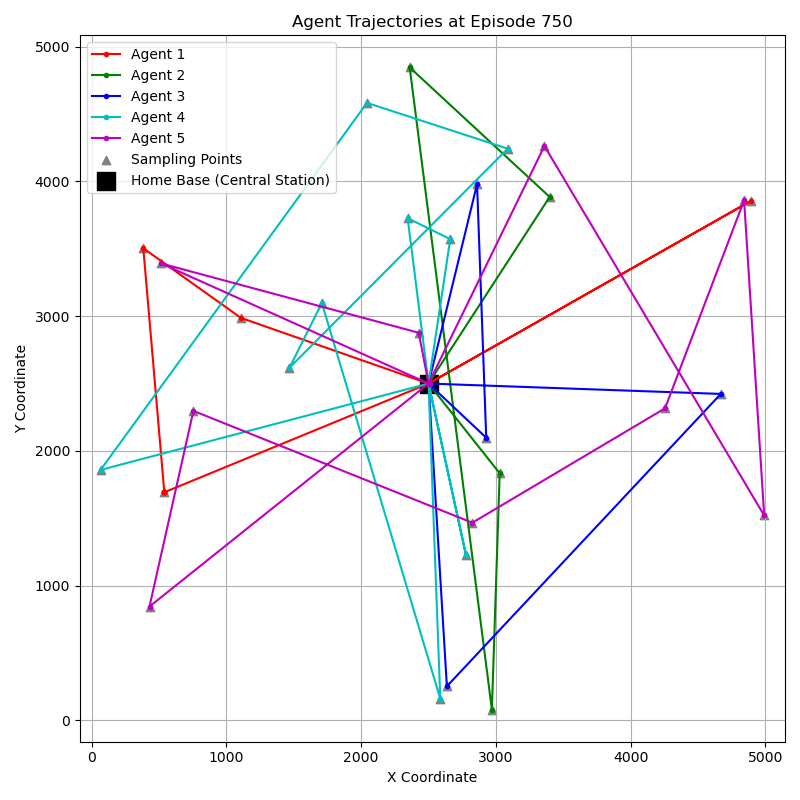 Agent Trajectories at Episode 750
Agent 1
Agent 2
Agent 3
Agent 4
Agent 5
Sampling Points
Home Base (Central Station)
Y Coordinate
5000
4000
3000
2000
1000
0
0 1000 2000 3000 4000 5000
X Coordinate